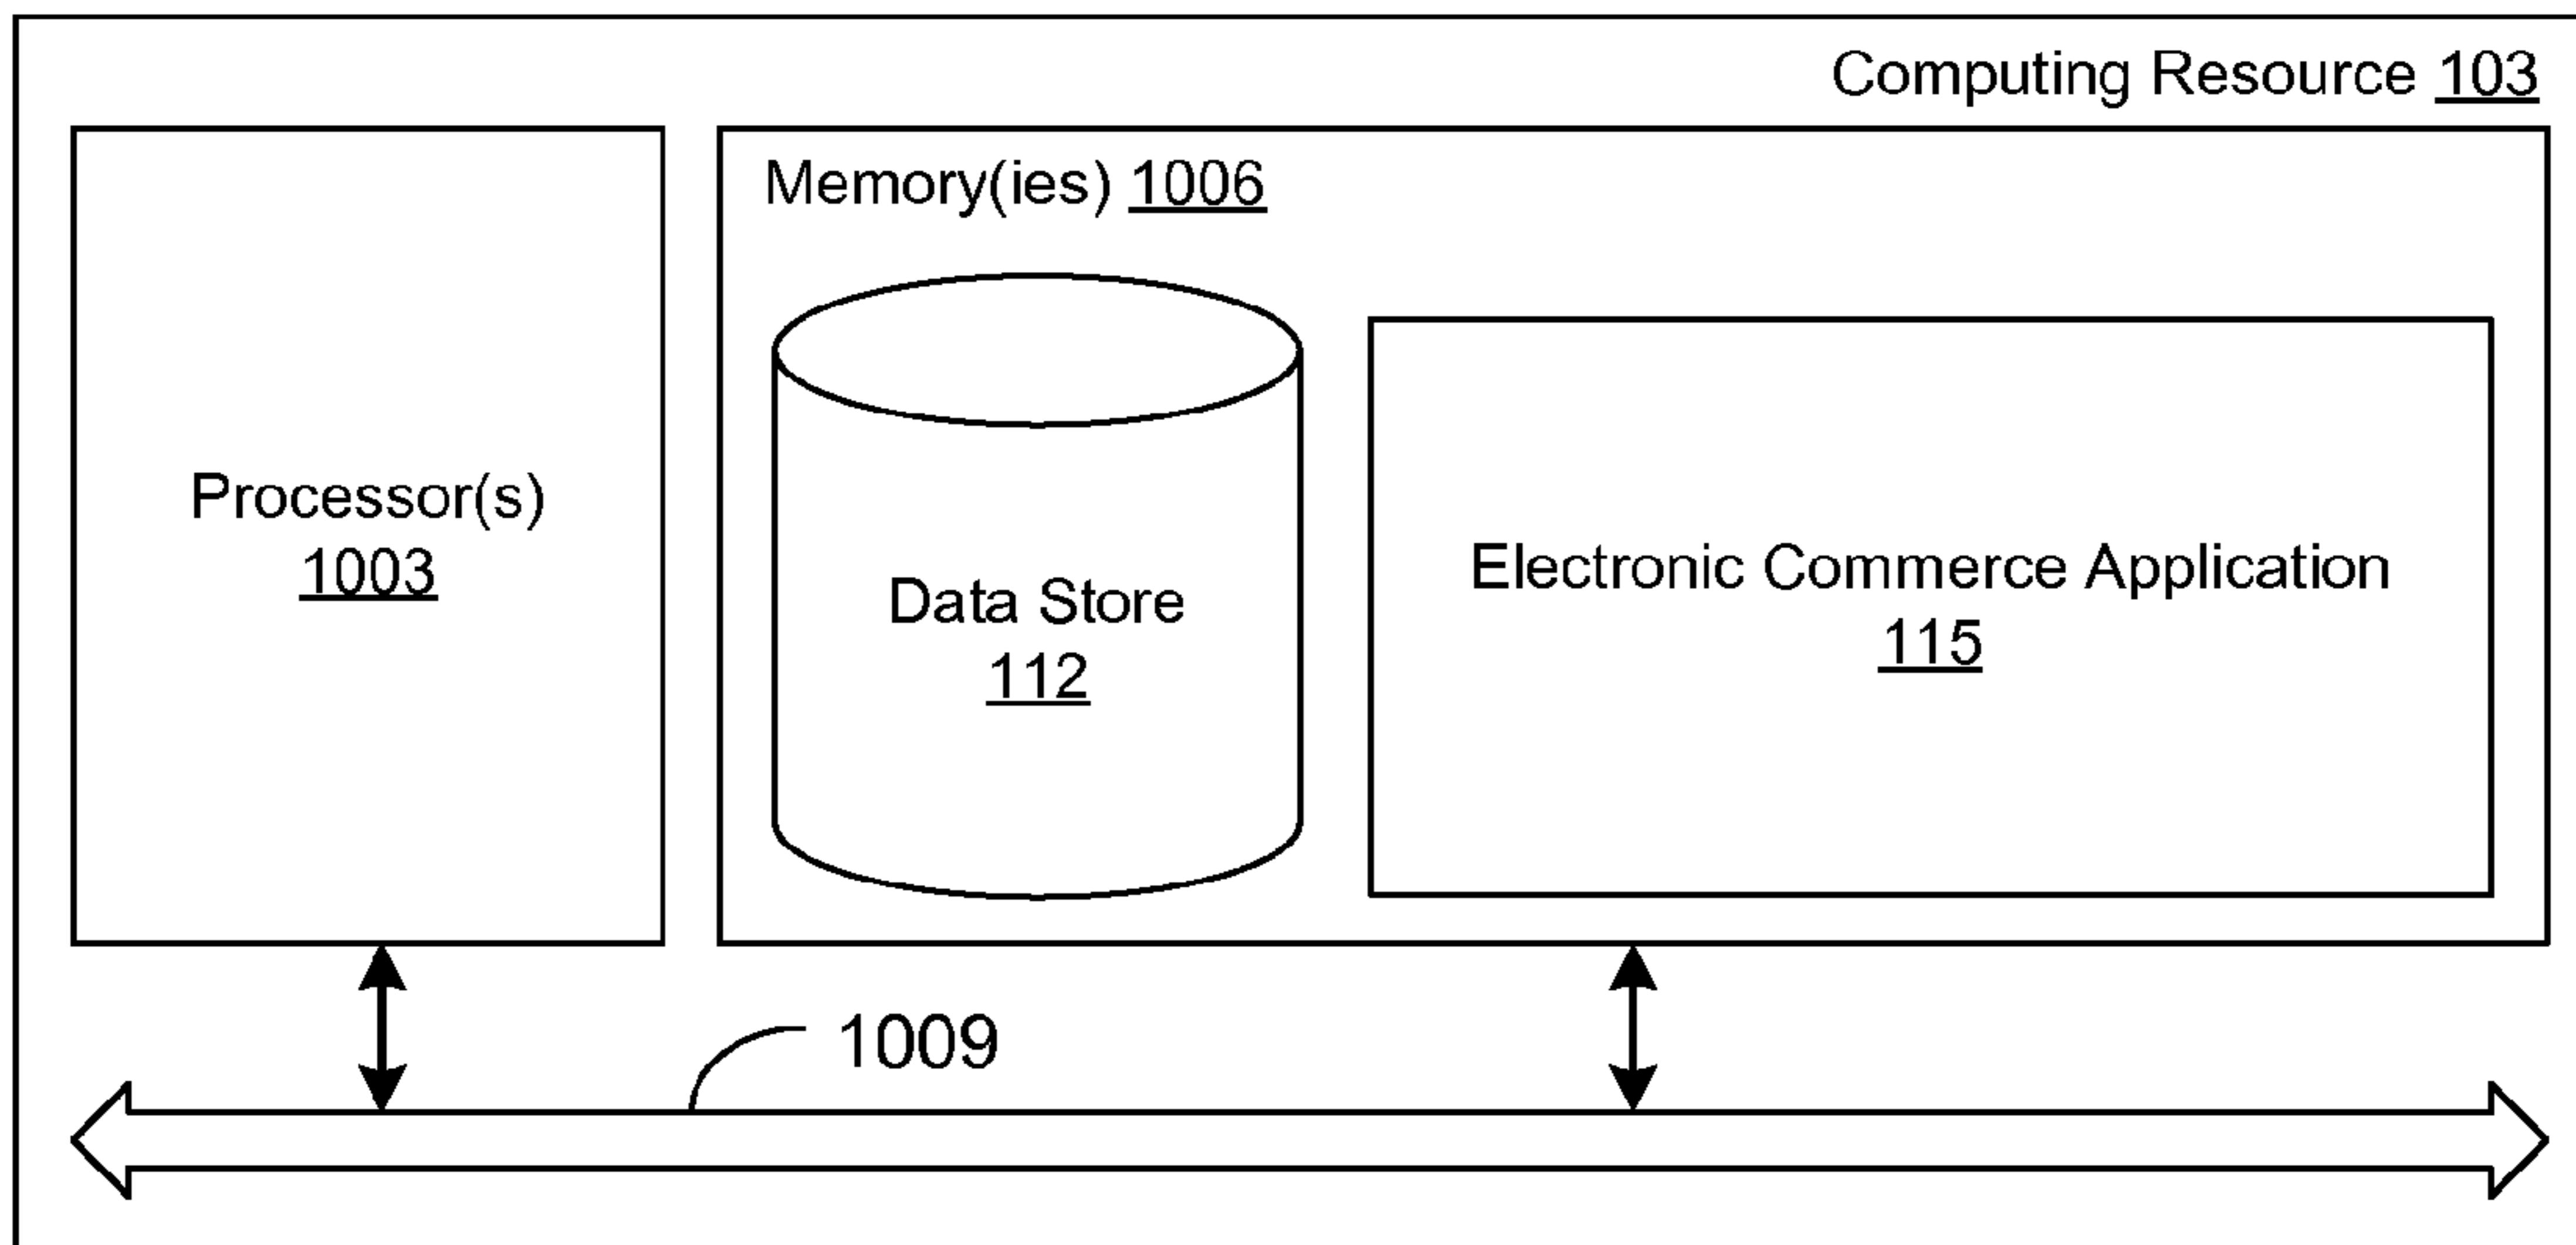 Computing Resource 103
Memory(ies) 1006
Processor(s)
1003
Data Store
112
Electronic Commerce Application
115
1009